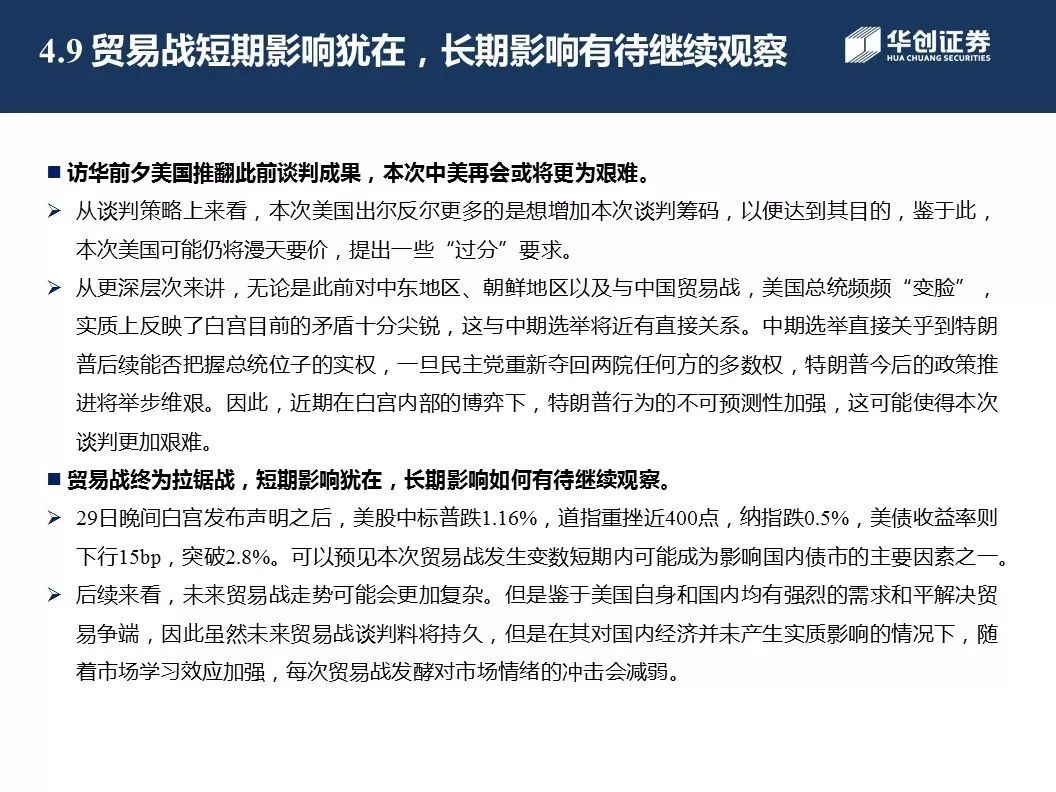 4.9 贸易战短期影响犹在，长期影响有待继续观察
华创证券
HUA CHUANG SECURITIES
■ 访华前夕美国推翻此前谈判成果，本次中美再会或将更为艰难。
➢ 从谈判策略上来看，本次美国出尔反尔更多的是想增加本次谈判筹码，以便达到其目的，鉴于此，
本次美国可能仍将漫天要价，提出一些“过分”要求。
➢ 从更深层次来讲，无论是此前对中东地区、朝鲜地区以及与中国贸易战，美国总统频频“变脸”，
实质上反映了白宫目前的矛盾十分尖锐，这与中期选举将近有直接关系。中期选举直接关乎到特朗
普后续能否把握总统位子的实权，一旦民主党重新夺回两院任何方的多数权，特朗普今后的政策推
进将举步维艰。因此，近期在白宫内部的博弈下，特朗普行为的不可预测性加强，这可能使得本次
谈判更加艰难。
■ 贸易战终为拉锯战，短期影响犹在，长期影响如何有待继续观察。
➢ 29日晚间白宫发布声明之后，美股中标普跌1.16%，道指重挫近400点，纳指跌0.5%，美债收益率则
下行15bp，突破2.8%。可以预见本次贸易战发生变数短期内可能成为影响国内债市的主要因素之一。
➢ 后续来看，未来贸易战走势可能会更加复杂。但是鉴于美国自身和国内均有强烈的需求和平解决贸
易争端，因此虽然未来贸易战谈判料将持久，但是在其对国内经济并未产生实质影响的情况下，随
着市场学习效应加强，每次贸易战发酵对市场情绪的冲击会减弱。